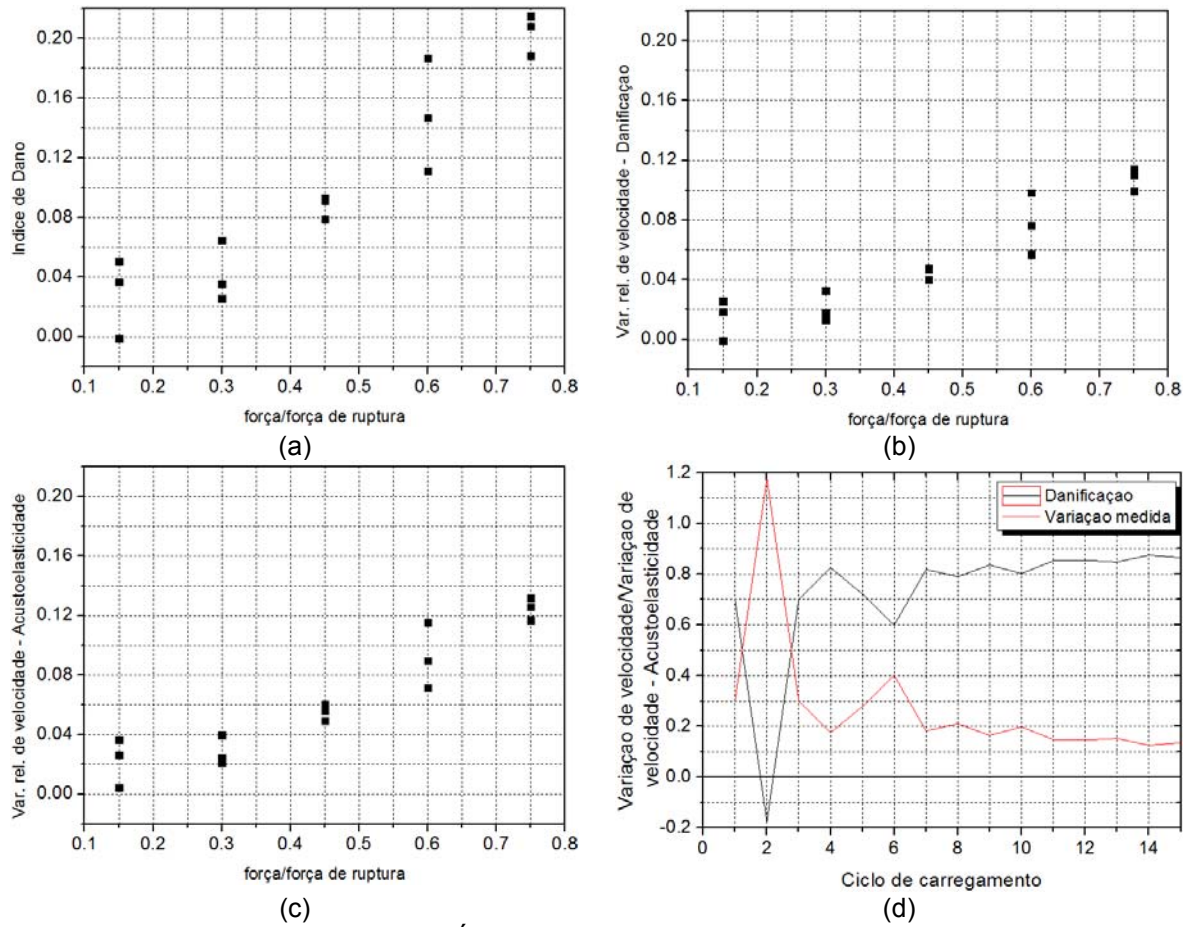 0.20
0.16
0.12
0.08
0.04
0.00
Indice de Dano
0.1 0.2 0.3 0.4 0.5 0.6 0.7 0.8
força/força de ruptura
(a)
0.20
0.16
0.12
0.08
0.04
0.00
Var. rel. de velocidade - Danificaçao
0.1 0.2 0.3 0.4 0.5 0.6 0.7 0.8
força/força de ruptura
(b)
0.20
0.16
0.12
0.08
0.04
0.00
Var. rel. de velocidade - Acustoelasticidade
0.1 0.2 0.3 0.4 0.5 0.6 0.7 0.8
força/força de ruptura
(c)
1.2
1.0
0.8
0.6
0.4
0.2
0.0
-0.2
Variaçao de velocidade/Variaçao de
velocidade - Acustoelasticidade
Danificaçao
Variaçao medida
0 2 4 6 8 10 12 14
Ciclo de carregamento
(d)